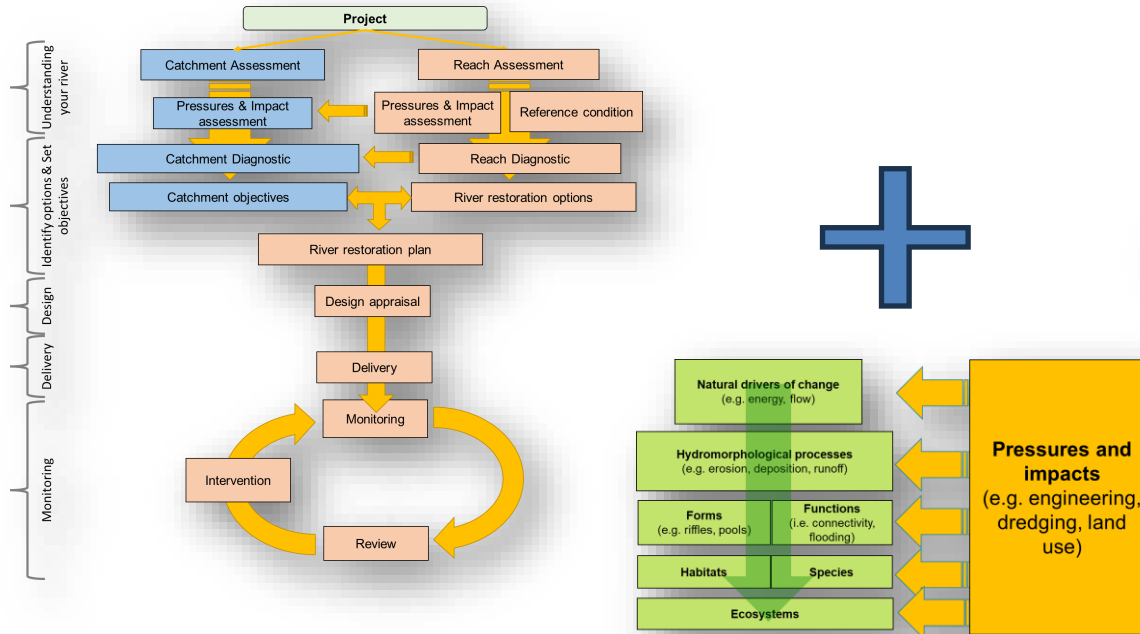 Project
Understanding
your river
Catchment Assessment
Reach Assessment
Pressures & Impact
assessment
Pressures & Impact
assessment
Reference condition
Identify options & Set
objectives
Catchment Diagnostic
Reach Diagnostic
Catchment objectives
River restoration options
River restoration plan
Design
Design appraisal
Delivery
Delivery
Monitoring
Monitoring
Intervention
Review
Natural drivers of change
(e.g. energy, flow)
Hydromorphological processes
(e.g. erosion, deposition, runoff)
Forms
(e.g. riffles, pools)
Functions
(i.e. connectivity,
flooding)
Habitats
Species
Ecosystems
Pressures and
impacts
(e.g. engineering,
dredging, land
use)